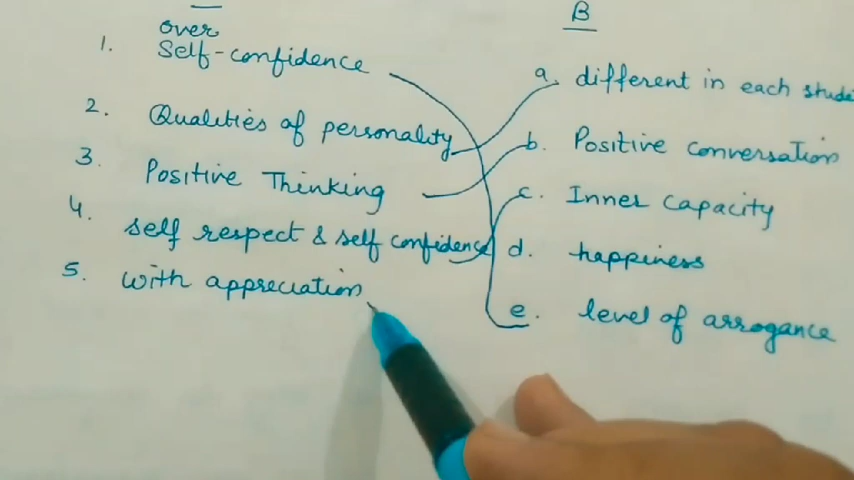 B
over
1. Self-confidence
a. different in each
2. Qualities of personality
b. Positive conversation
3. Positive Thinking
c. Inner capacity
4. self respect & self confidence
d. happiness
5. with appreciation
e. level of arrogance